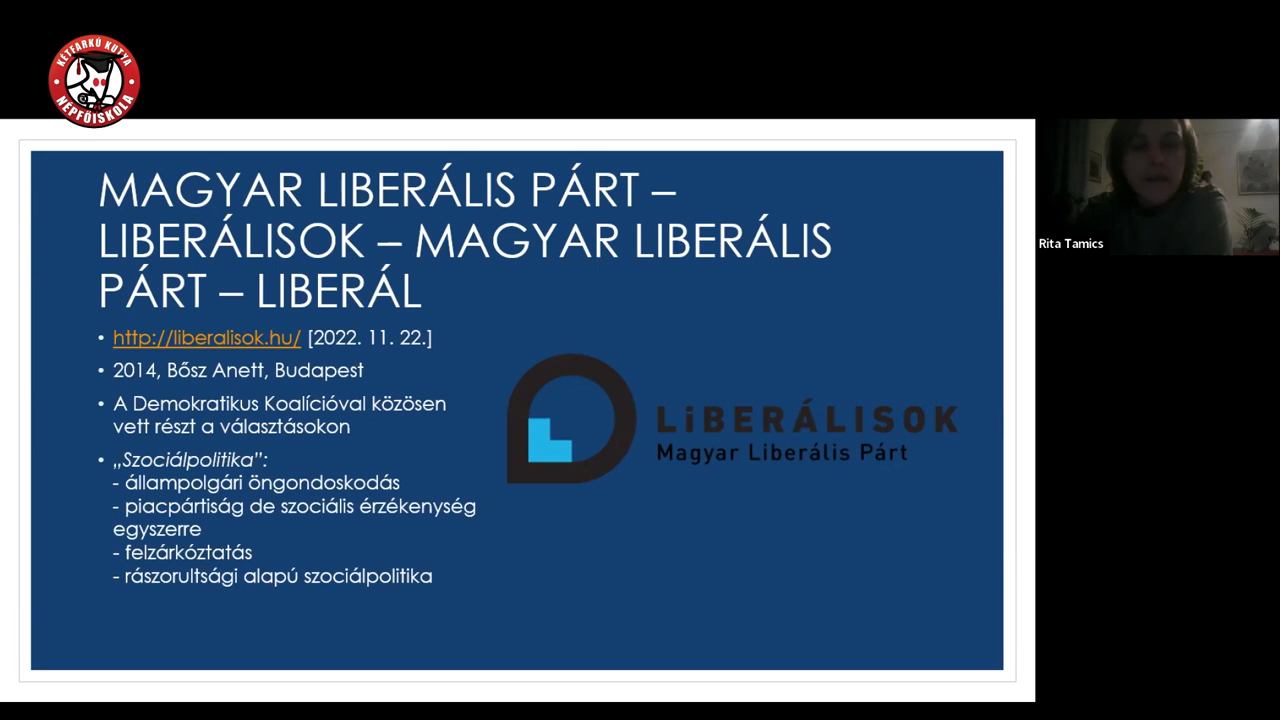 KÉTFARKÚ KUTYA
NÉPFŐISKOLA
MAGYAR LIBERÁLIS PÁRT –
LIBERÁLISOK – MAGYAR LIBERÁLIS
PÁRT – LIBERÁL
• http://liberalisok.hu/ [2022. 11. 22.]
• 2014, Bősz Anett, Budapest
• A Demokratikus Koalícióval közösen
vett részt a választásokon
• „Szociálpolitika”:
- állampolgári öngondoskodás
- piacpártiság de szociális érzékenység
egyszerre
- felzárkóztatás
- rászorultsági alapú szociálpolitika
LiBERÁLISOK
Magyar Liberális Párt
Rita Tamics